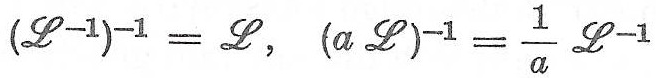 (ℒ⁻¹)⁻¹ = ℒ, (a ℒ)⁻¹ = 1/a ℒ⁻¹